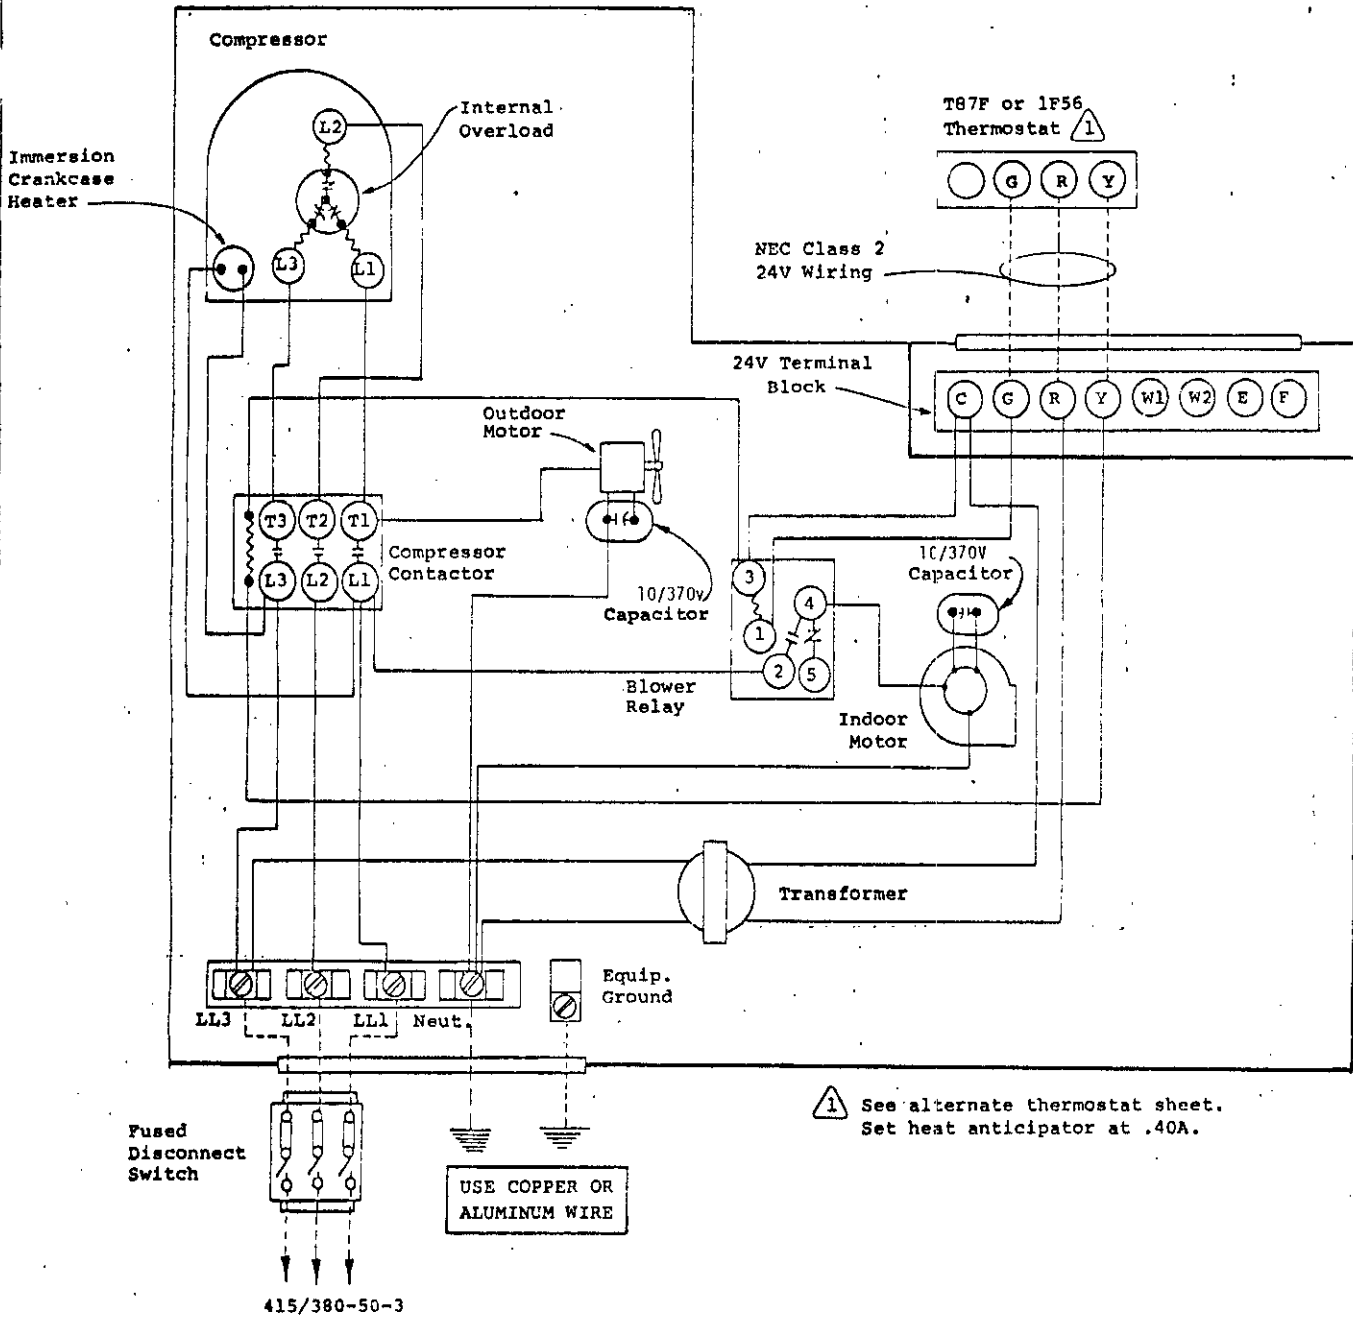 Compressor
L2
Internal
Overload
Immersion
Crankcase
Heater
L3
L1
T87F or 1F56
Thermostat 1
G R Y
NEC Class 2
24V Wiring
24V Terminal
Block
C G R Y W1 W2 E F
Outdoor
Motor
T3 T2 T1
L3 L2 L1
Compressor
Contactor
10/370v
Capacitor
10/370V
Capacitor
3
4
1
2
5
Blower
Relay
Indoor
Motor
Transformer
Equip.
Ground
LL3 LL2 LL1 Neut.
Fused
Disconnect
Switch
USE COPPER OR
ALUMINUM WIRE
1 See alternate thermostat sheet.
Set heat anticipator at .40A.
415/380-50-3